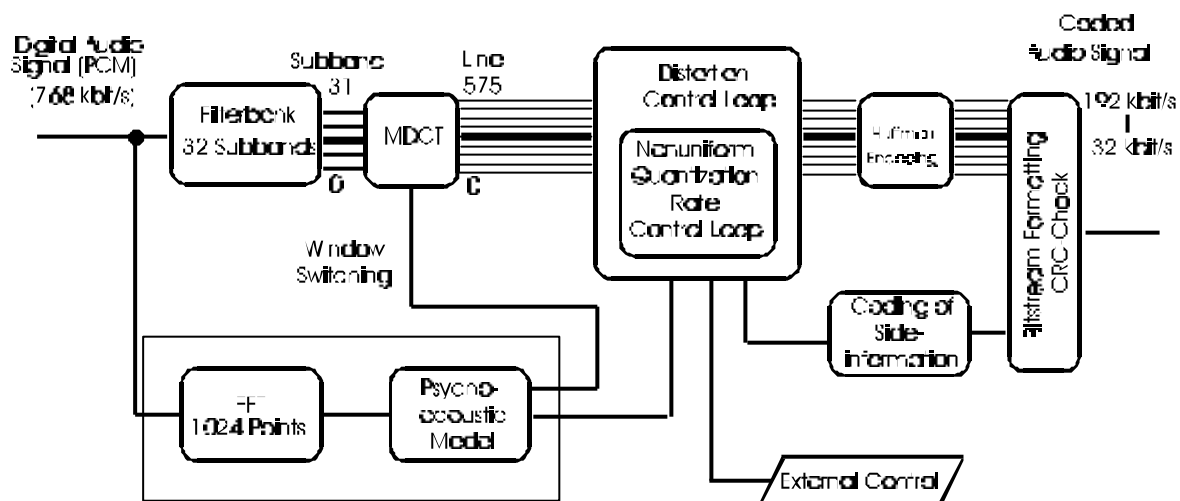 Digital Audio
Signal (PCM)
(768 kbit/s)
Filterbank
32 Subbands
Subband
31
0
MDCT
Line
575
0
Window
Switching
Distortion
Control Loop
Nonuniform
Quantization
Rate
Control Loop
Huffman
Encoding
Coded
Audio Signal
192 kbit/s
32 kbit/s
Bitstream Formatting
CRC-Check
Coding of
Side-
information
FFT
1024 Points
Psycho-
acoustic
Model
External Control